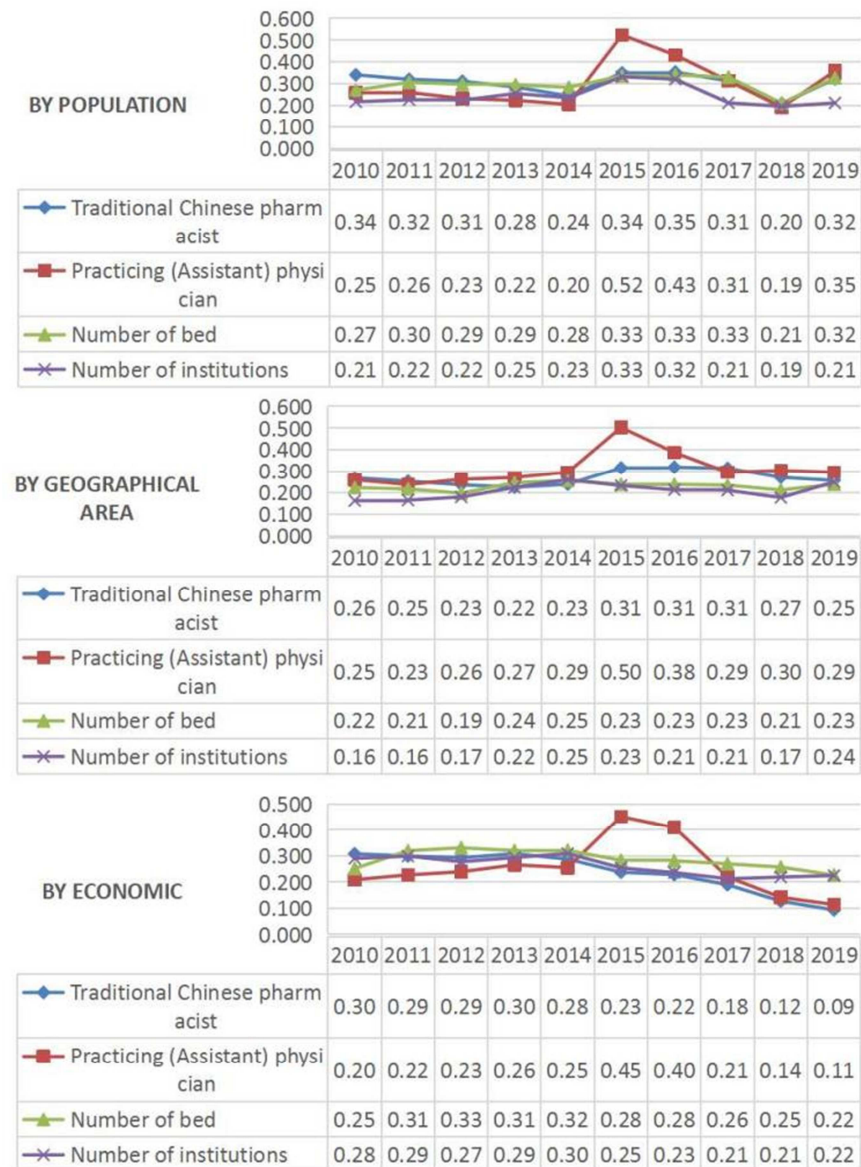 0.600
0.500
0.400
0.300
0.200
0.100
0.000
BY POPULATION
2010 2011 2012 2013 2014 2015 2016 2017 2018 2019
Traditional Chinese pharm
acist
0.34 0.32 0.31 0.28 0.24 0.34 0.35 0.31 0.20 0.32
Practicing (Assistant) physi
cian
0.25 0.26 0.23 0.22 0.20 0.52 0.43 0.31 0.19 0.35
Number of bed 0.27 0.30 0.29 0.29 0.28 0.33 0.33 0.33 0.21 0.32
Number of institutions 0.21 0.22 0.22 0.25 0.23 0.33 0.32 0.21 0.19 0.21
0.600
0.500
0.400
0.300
0.200
0.100
0.000
BY GEOGRAPHICAL
AREA
2010 2011 2012 2013 2014 2015 2016 2017 2018 2019
Traditional Chinese pharm
acist
0.26 0.25 0.23 0.22 0.23 0.31 0.31 0.31 0.27 0.25
Practicing (Assistant) physi
cian
0.25 0.23 0.26 0.27 0.29 0.50 0.38 0.29 0.30 0.29
Number of bed 0.22 0.21 0.19 0.24 0.25 0.23 0.23 0.23 0.21 0.23
Number of institutions 0.16 0.16 0.17 0.22 0.25 0.23 0.21 0.21 0.17 0.24
0.500
0.400
0.300
0.200
0.100
0.000
BY ECONOMIC
2010 2011 2012 2013 2014 2015 2016 2017 2018 2019
Traditional Chinese pharm
acist
0.30 0.29 0.29 0.30 0.28 0.23 0.22 0.18 0.12 0.09
Practicing (Assistant) physi
cian
0.20 0.22 0.23 0.26 0.25 0.45 0.40 0.21 0.14 0.11
Number of bed 0.25 0.31 0.33 0.31 0.32 0.28 0.28 0.26 0.25 0.22
Number of institutions 0.28 0.29 0.27 0.29 0.30 0.25 0.23 0.21 0.21 0.22